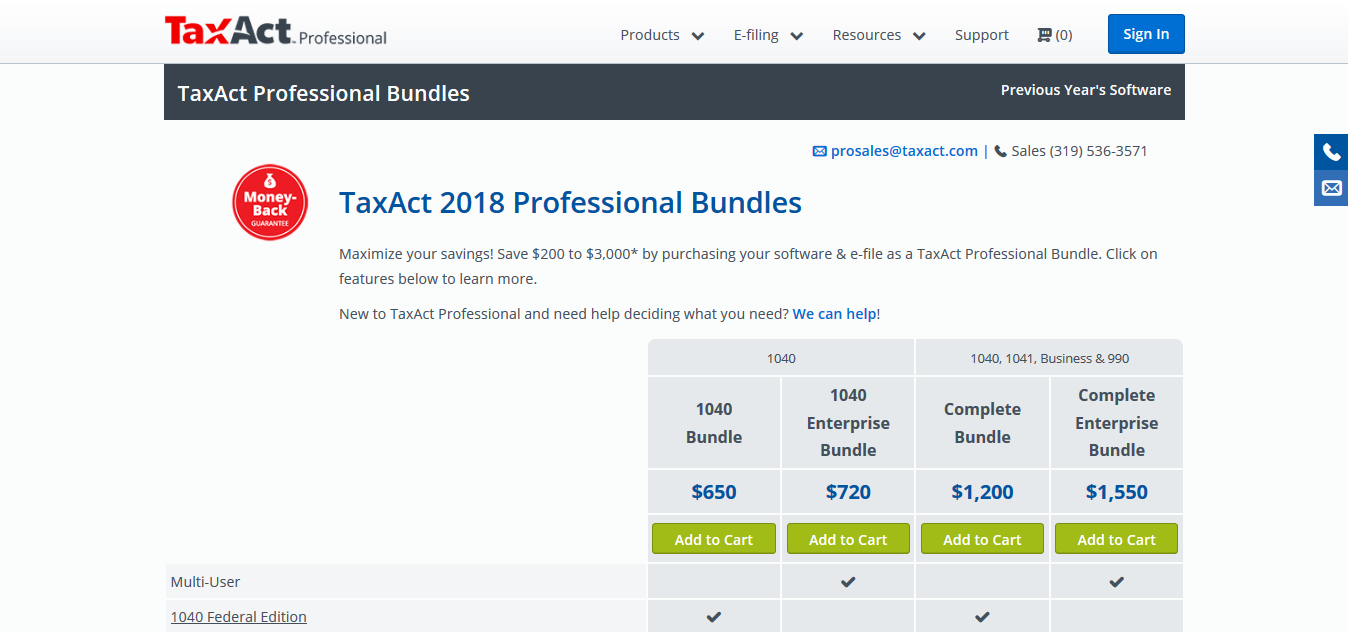 TaxAct Professional
Products
E-filing
Resources
Support
(0)
Sign In
TaxAct Professional Bundles
Previous Year's Software
prosales@taxact.com | Sales (319) 536-3571
Money-
Back
GUARANTEE
TaxAct 2018 Professional Bundles
Maximize your savings! Save $200 to $3,000* by purchasing your software & e-file as a TaxAct Professional Bundle. Click on
features below to learn more.
New to TaxAct Professional and need help deciding what you need? We can help!
1040
1040, 1041, Business & 990
1040
Bundle
1040
Enterprise
Bundle
Complete
Bundle
Complete
Enterprise
Bundle
$650
$720
$1,200
$1,550
Add to Cart
Add to Cart
Add to Cart
Add to Cart
Multi-User
1040 Federal Edition